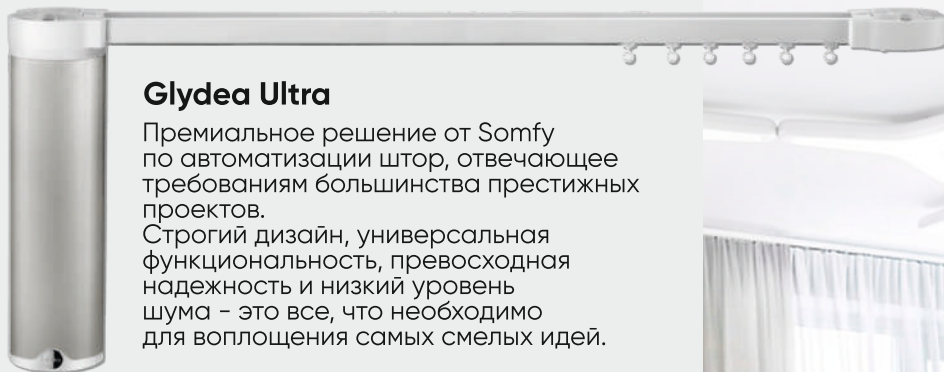 Glydea Ultra
Премиальное решение от Somfy
по автоматизации штор, отвечающее
требованиям большинства престижных
проектов.
Строгий дизайн, универсальная
функциональность, превосходная
надежность и низкий уровень
шума - это все, что необходимо
для воплощения самых смелых идей.